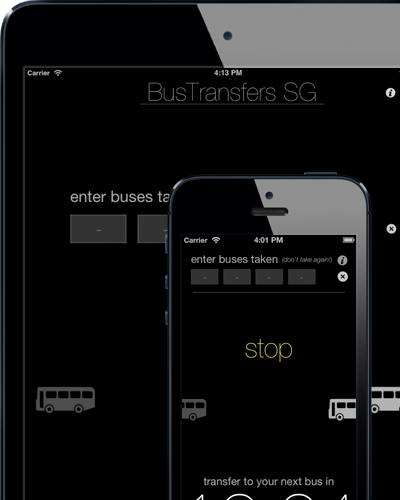 Carrier 4:13 PM
BusTransfers SG
enter buses ta
- -
Carrier 4:01 PM
enter buses taken (don't take again!)
- - - -
stop
transfer to your next bus in